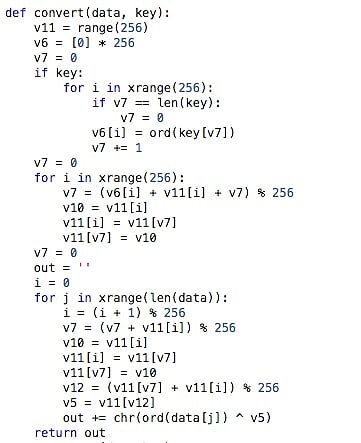 def convert(data, key):
    v11 = range(256)
    v6 = [0] * 256
    v7 = 0
    if key:
        for i in xrange(256):
            if v7 == len(key):
                v7 = 0
            v6[i] = ord(key[v7])
            v7 += 1
    v7 = 0
    for i in xrange(256):
        v7 = (v6[i] + v11[i] + v7) % 256
        v10 = v11[i]
        v11[i] = v11[v7]
        v11[v7] = v10
    v7 = 0
    out = ''
    i = 0
    for j in xrange(len(data)):
        i = (i + 1) % 256
        v7 = (v7 + v11[i]) % 256
        v10 = v11[i]
        v11[i] = v11[v7]
        v11[v7] = v10
        v12 = (v11[v7] + v11[i]) % 256
        v5 = v11[v12]
        out += chr(ord(data[j]) ^ v5)
    return out